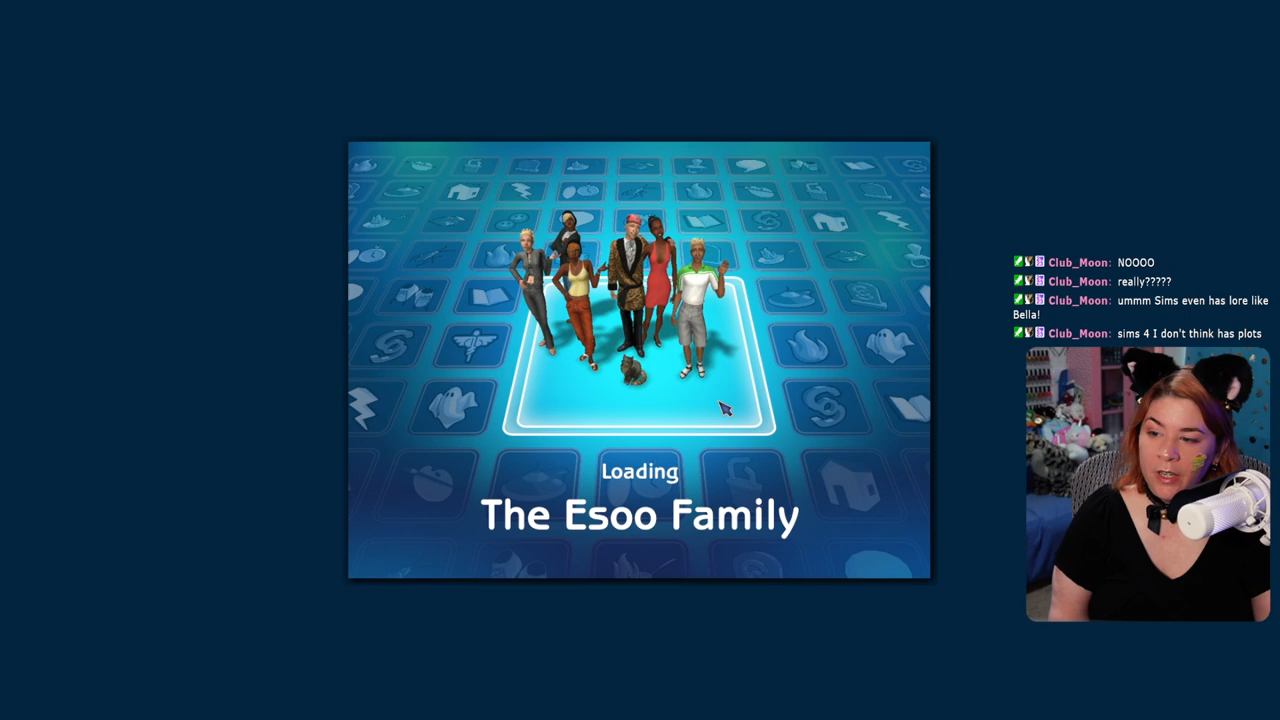 Loading
The Esoo Family
Club_Moon: NOOOO
Club_Moon: really?????
Club_Moon: ummm Sims even has lore like
Bella!
Club_Moon: sims 4 I don't think has plots